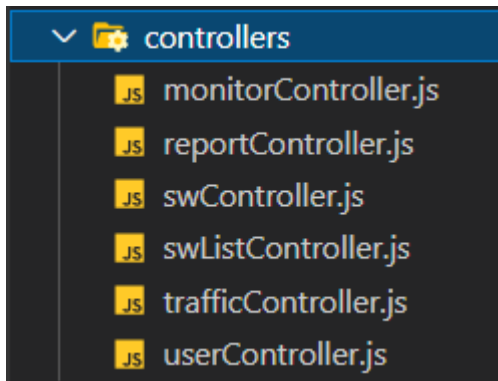 controllers
JS monitorController.js
JS reportController.js
JS swController.js
JS swListController.js
JS trafficController.js
JS userController.js